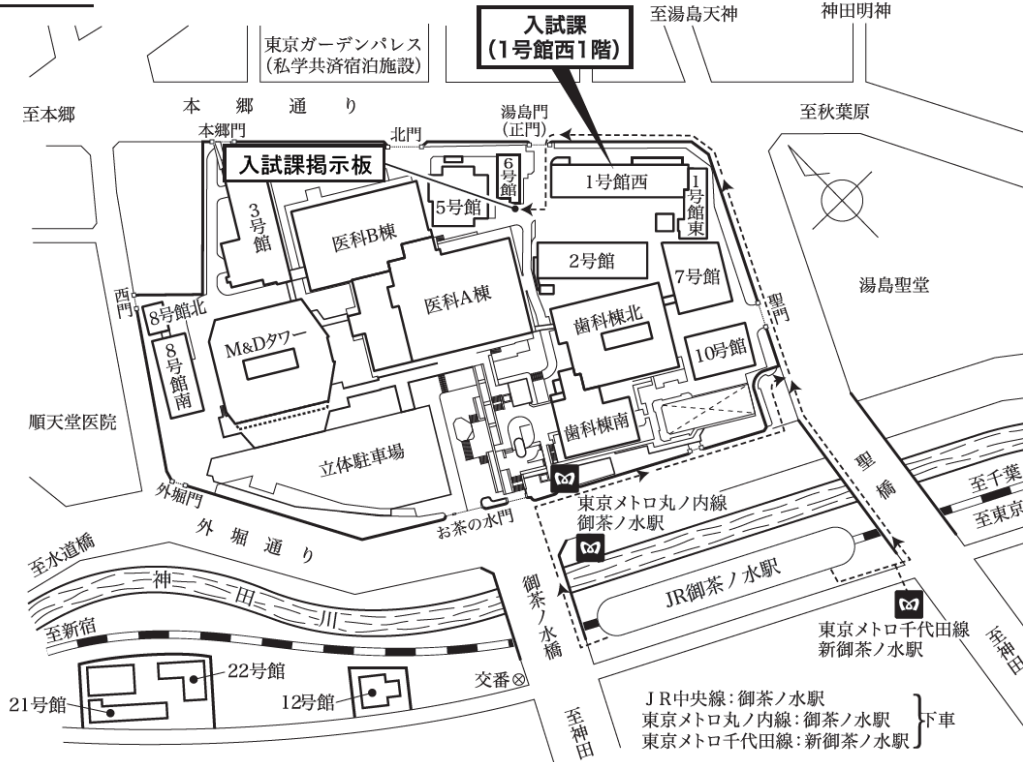 入試課
(1号館西1階)
至湯島天神
神田明神
東京ガーデンパレス
(私学共済宿泊施設)
至本郷
本郷通り
湯島門
(正門)
至秋葉原
本郷門
北門
入試課掲示板
6号館
1号館西
1号館東
3号館
5号館
医科B棟
2号館
7号館
湯島聖堂
西門
8号館北
医科A棟
聖門
歯科棟北
M&Dタワー
10号館
8号館南
順天堂医院
歯科棟南
立体駐車場
聖橋
至千葉
外堀門
東京メトロ丸ノ内線
御茶ノ水駅
至東京
お茶の水門
外堀通り
至水道橋
神田川
御茶ノ水橋
JR御茶ノ水駅
至新宿
東京メトロ千代田線
新御茶ノ水駅
至神田
22号館
21号館
12号館
交番
至神田
JR中央線:御茶ノ水駅
東京メトロ丸ノ内線:御茶ノ水駅
東京メトロ千代田線:新御茶ノ水駅
下車